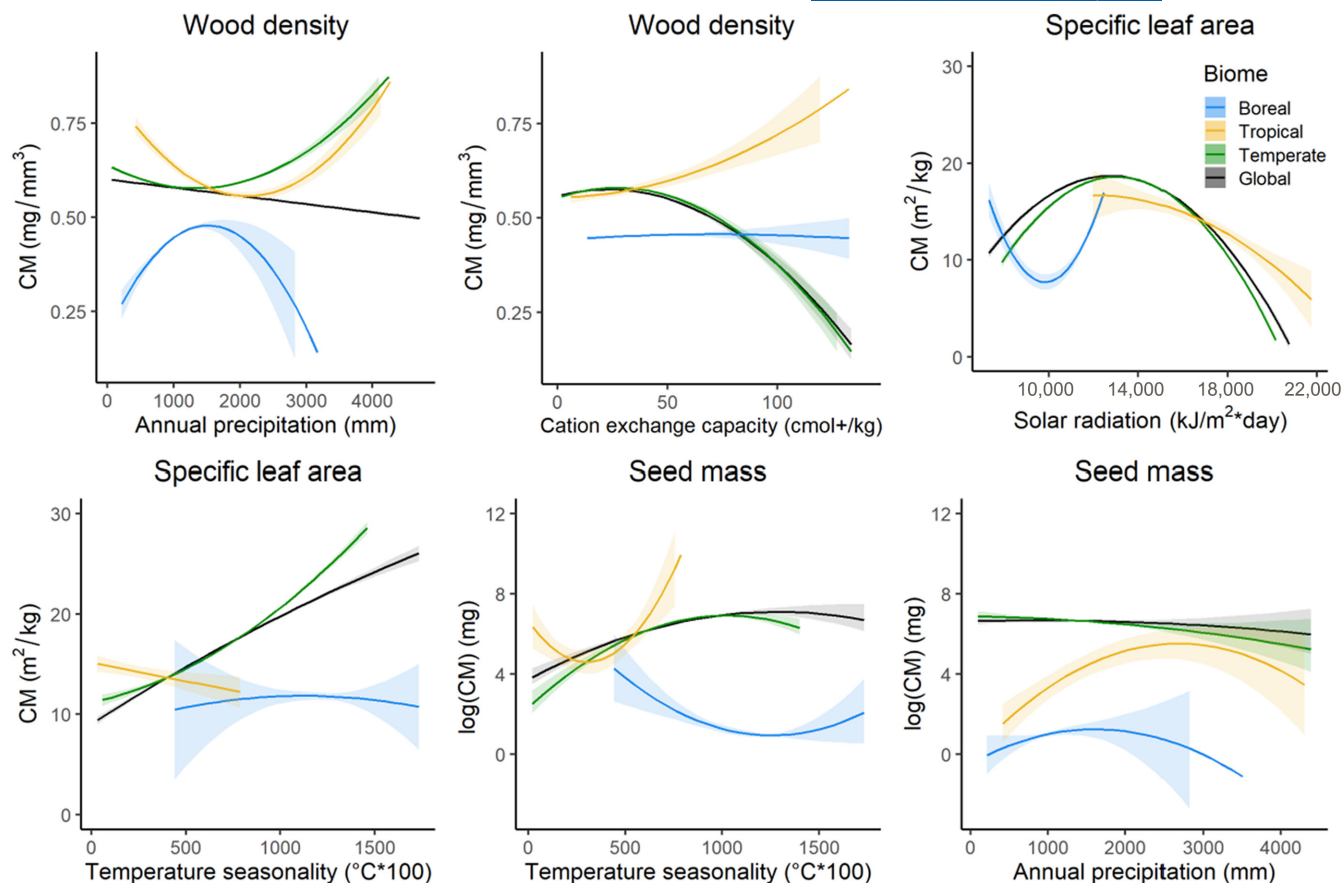 Wood density
Wood density
Specific leaf area
CM (mg/mm³)
0.75
0.50
0.25
0 1000 2000 3000 4000
Annual precipitation (mm)
CM (mg/mm³)
0.75
0.50
0.25
0 50 100
Cation exchange capacity (cmol+/kg)
CM (m²/kg)
30
20
10
0
10,000 14,000 18,000 22,000
Solar radiation (kJ/m²*day)
Biome
Boreal
Tropical
Temperate
Global
Specific leaf area
Seed mass
Seed mass
CM (m²/kg)
30
20
10
0
0 500 1000 1500
Temperature seasonality (°C*100)
log(CM) (mg)
12
8
4
0
0 500 1000 1500
Temperature seasonality (°C*100)
log(CM) (mg)
12
8
4
0
0 1000 2000 3000 4000
Annual precipitation (mm)